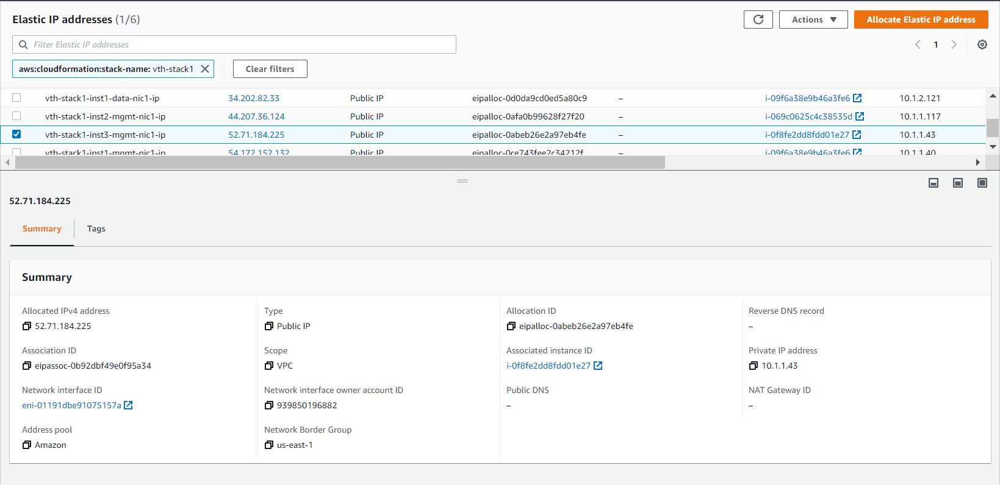 Elastic IP addresses (1/6)
Actions
Allocate Elastic IP address
Filter Elastic IP addresses
1
aws:cloudformation:stack-name: vth-stack1
Clear filters
vth-stack1-inst1-data-nic1-ip 34.202.82.33 Public IP eipalloc-0d0da9cd0ed5a80c9 – i-09f6a38e9b46a3fe6 10.1.2.121
vth-stack1-inst2-mgmt-nic1-ip 44.207.36.124 Public IP eipalloc-0afa0b99628f27f20 – i-069c0625c4c38535d 10.1.1.117
vth-stack1-inst3-mgmt-nic1-ip 52.71.184.225 Public IP eipalloc-0abeb26e2a97eb4fe – i-0f8fe2dd8fdd01e27 10.1.1.43
vth-stack1-inst1-mgmt-nic1-ip 54.172.152.132 Public IP eipalloc-0ce743fee2c34212f – i-09f6a38e9b46a3fe6 10.1.1.40
52.71.184.225
Summary Tags
Summary
Allocated IPv4 address Type Allocation ID Reverse DNS record
52.71.184.225 Public IP eipalloc-0abeb26e2a97eb4fe –
Association ID Scope Associated instance ID Private IP address
eipassoc-0b92dbf49e0f95a34 VPC i-0f8fe2dd8fdd01e27 10.1.1.43
Network interface ID Network interface owner account ID Public DNS NAT Gateway ID
eni-01191dbe91075157a 939850196882 – –
Address pool Network Border Group
Amazon us-east-1